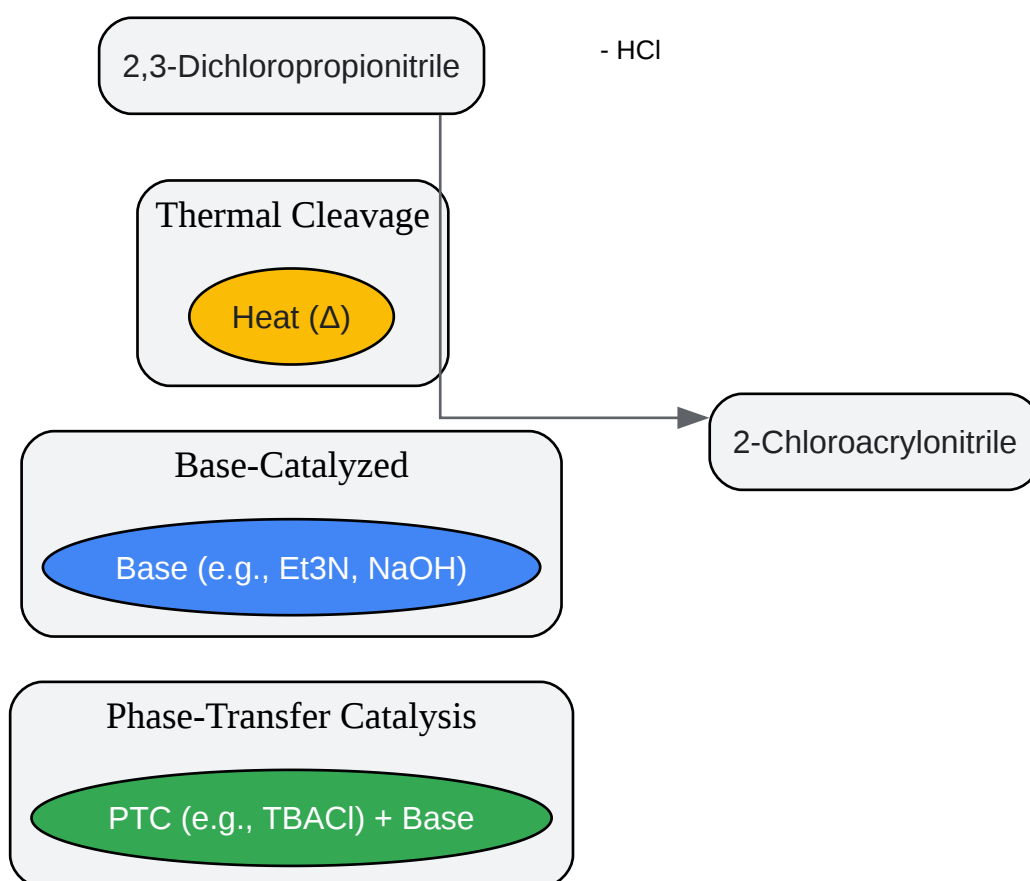 2,3-Dichloropropionitrile
- HCl
Thermal Cleavage
Heat (Δ)
2-Chloroacrylonitrile
Base-Catalyzed
Base (e.g., Et3N, NaOH)
Phase-Transfer Catalysis
PTC (e.g., TBACl) + Base